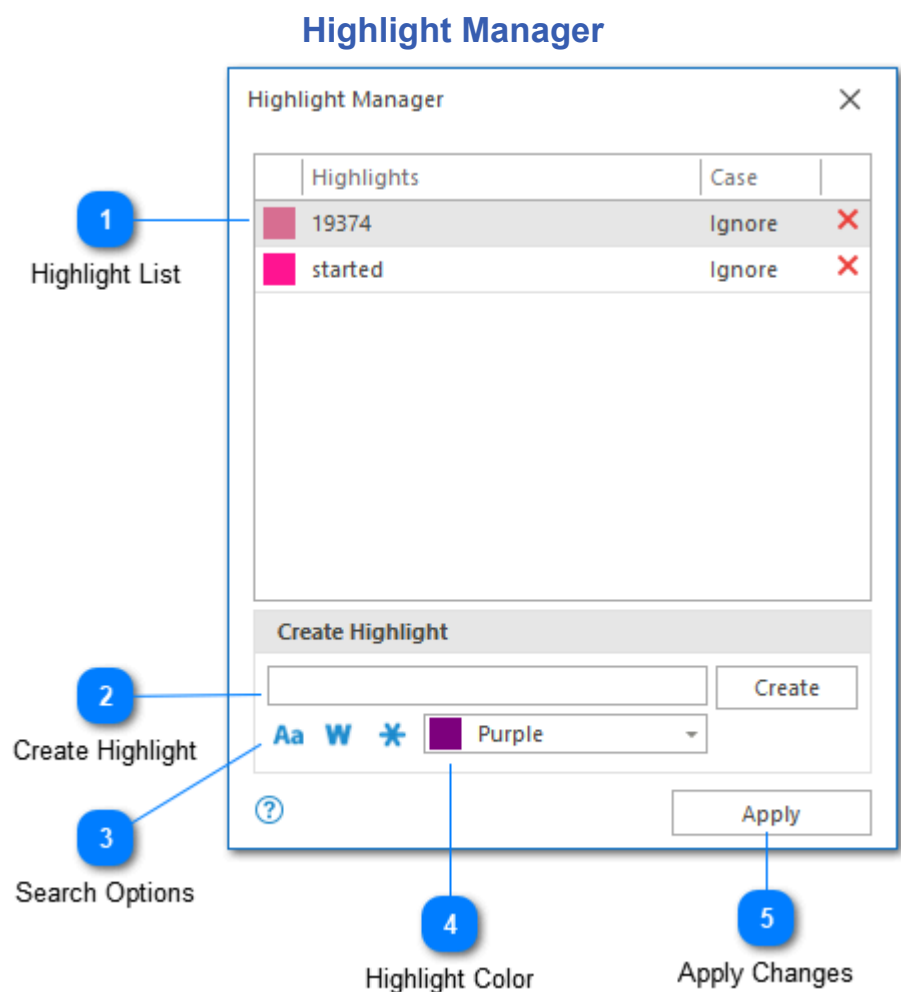 Highlight Manager
Highlight Manager
Highlights Case
1
19374 Ignore
Highlight List
started Ignore
Create Highlight
2
Create
Create Highlight
Aa W Purple
3
?
Apply
Search Options
4
5
Highlight Color
Apply Changes